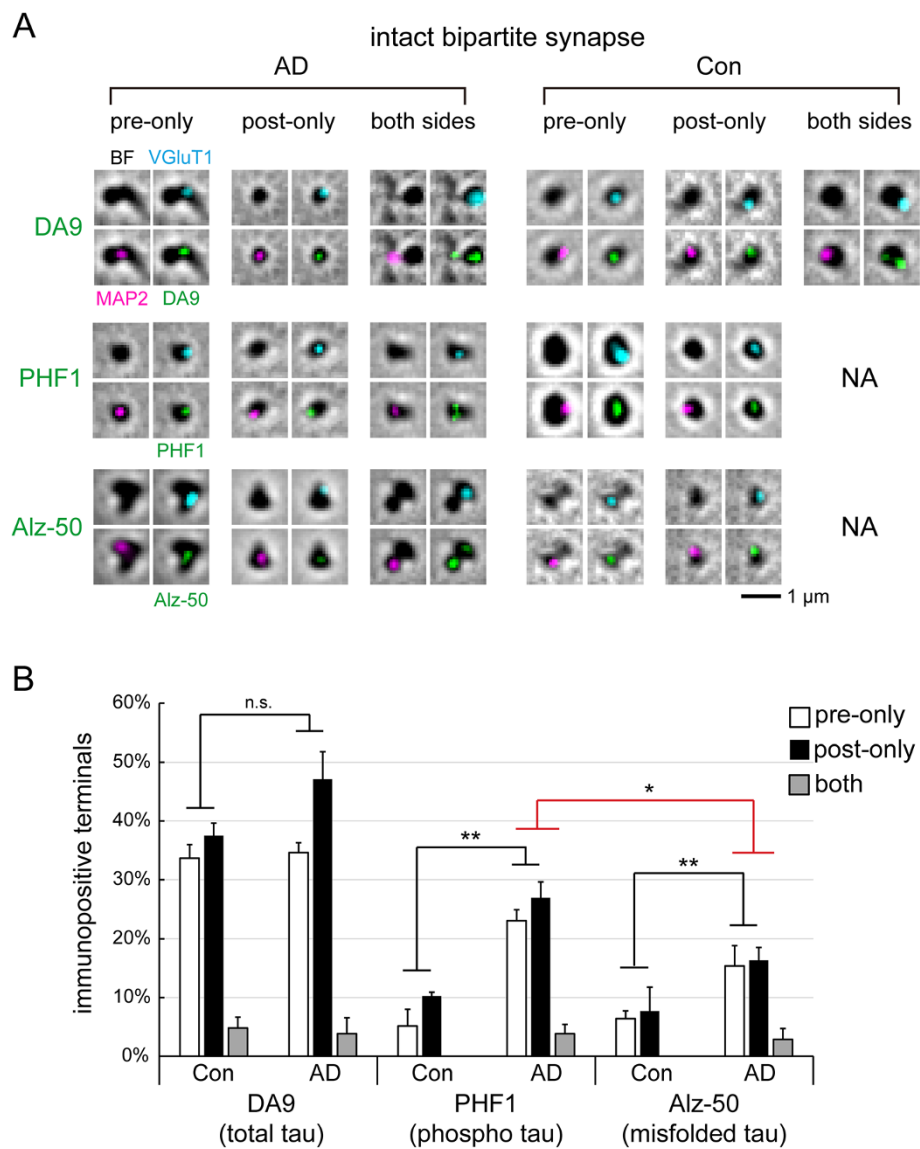 A
intact bipartite synapse
AD
Con
pre-only post-only both sides pre-only post-only both sides
BF VGluT1
DA9
MAP2 DA9
PHF1
NA
PHF1
Alz-50
NA
Alz-50
1 μm
B
immunopositive terminals
60%
50%
40%
30%
20%
10%
0%
n.s.
**
*
**
pre-only
post-only
both
Con AD Con AD Con AD
DA9 PHF1 Alz-50
(total tau) (phospho tau) (misfolded tau)